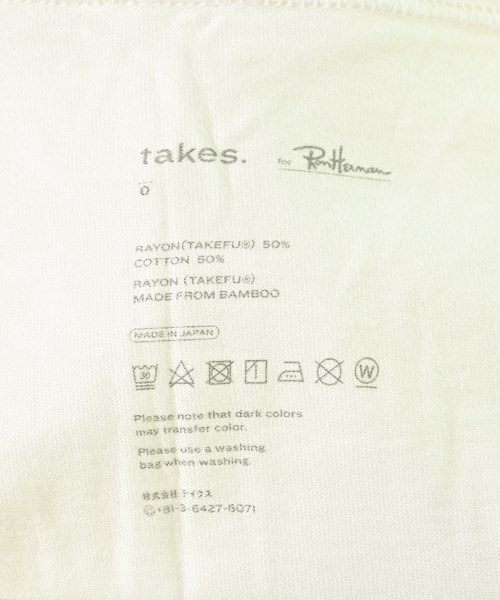 takes. for Ron Herman
0
RAYON(TAKEFU®) 50%
COTTON 50%
RAYON (TAKEFU®)
MADE FROM BAMBOO
MADE IN JAPAN
30 W
Please note that dark colors
may transfer color.
Please use a washing
bag when washing.
株式会社 テイクス
+81-3-6427-6071